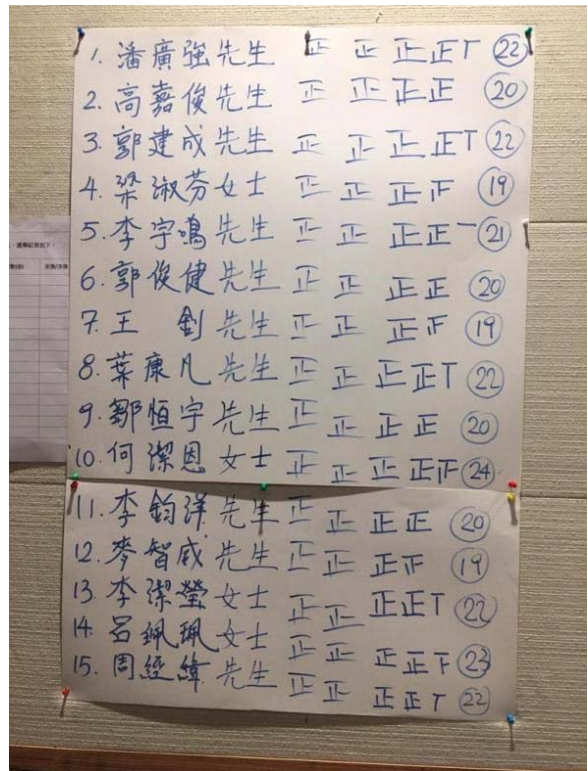 1. 潘廣強先生 正 正 正正T 22
2. 高嘉俊先生 正 正正正 20
3. 郭建成先生 正 正 正 正T 22
4. 梁淑芬女士 正 正 正 正 19
5. 李宇鳴先生 正 正 正正一 21
6. 郭俊健先生 正 正 正 正 20
7. 王 釗先生 正 正 正正 19
8. 葉康凡先生 正 正 正正T 22
9. 鄒恒宇先生 正 正 正 正 20
10. 何潔恩女士 正 正 正 正正 24
11. 李鈞洋先生 正 正 正正 20
12. 麥智威先生 正 正 正正 19
13. 李潔瑩女士 正正 正正T 22
14. 呂珮珮女士 正正 正正下 23
15. 周經緯先生 正正 正正T 22